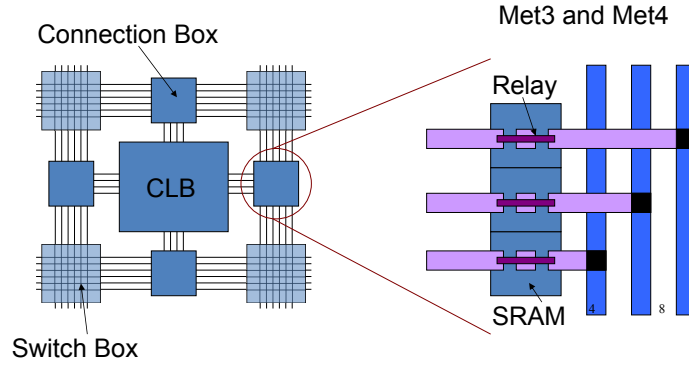 Met3 and Met4
Connection Box
Relay
CLB
4
8
SRAM
Switch Box